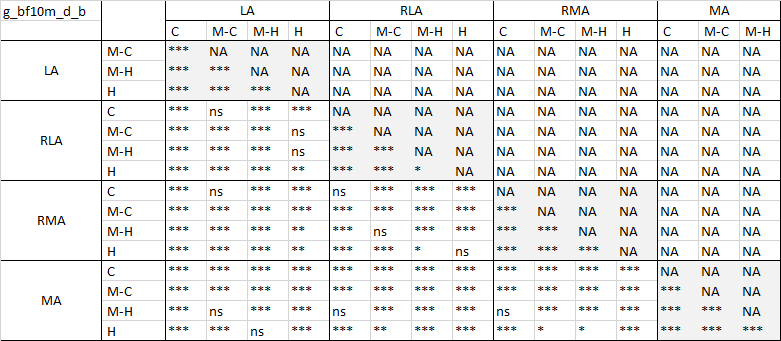 g_bf10m_d_b LA RLA RMA MA
C M-C M-H H C M-C M-H H C M-C M-H H C M-C M-H
LA M-C *** NA NA NA NA NA NA NA NA NA NA NA NA NA NA
M-H *** *** NA NA NA NA NA NA NA NA NA NA NA NA NA
H *** *** *** NA NA NA NA NA NA NA NA NA NA NA NA
RLA C *** ns *** *** NA NA NA NA NA NA NA NA NA NA NA
M-C *** *** *** ns *** NA NA NA NA NA NA NA NA NA NA
M-H *** *** *** ns *** *** NA NA NA NA NA NA NA NA NA
H *** *** *** ** *** *** * NA NA NA NA NA NA NA NA
RMA C *** ns *** *** ns *** *** *** NA NA NA NA NA NA NA
M-C *** *** *** *** *** *** *** *** *** NA NA NA NA NA NA
M-H *** *** *** ** *** ns *** *** *** *** NA NA NA NA NA
H *** *** *** ** *** *** * ns *** *** *** NA NA NA NA
MA C *** *** *** *** *** *** *** *** *** *** *** *** NA NA NA
M-C *** *** *** *** *** *** *** *** *** *** *** *** *** NA NA
M-H *** ns *** *** ns *** *** *** ns *** *** *** *** *** NA
H *** *** ns *** *** ** *** *** *** * * *** *** *** ***